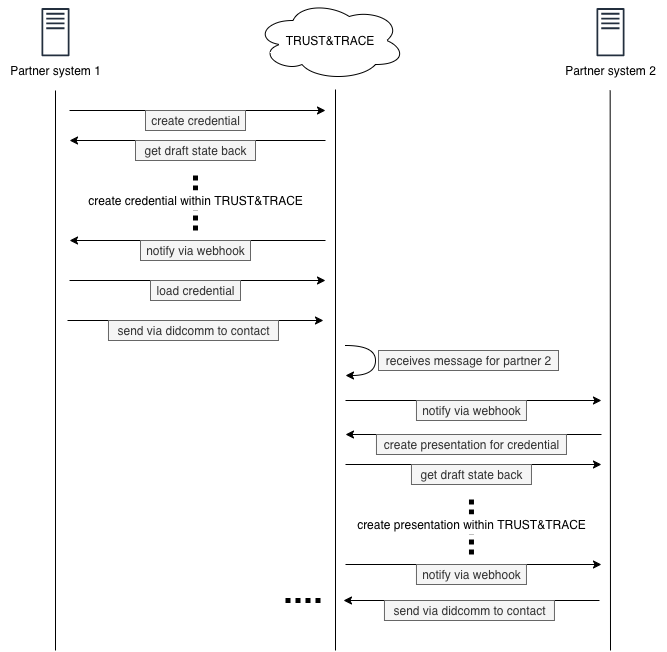 TRUST&TRACE
Partner system 1
Partner system 2
create credential
get draft state back
create credential within TRUST&TRACE
notify via webhook
load credential
send via didcomm to contact
receives message for partner 2
notify via webhook
create presentation for credential
get draft state back
create presentation within TRUST&TRACE
notify via webhook
send via didcomm to contact